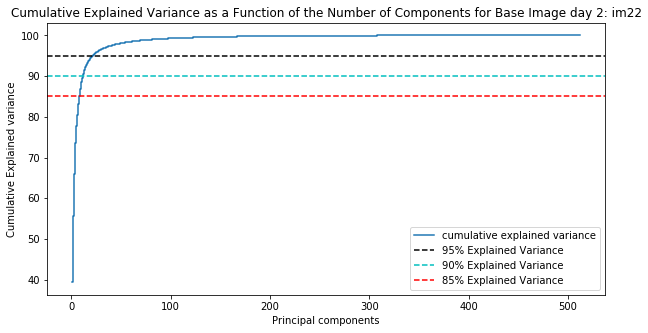 Cumulative Explained Variance as a Function of the Number of Components for Base Image day 2: im22
Cumulative Explained variance
100
90
80
70
60
50
40
cumulative explained variance
95% Explained Variance
90% Explained Variance
85% Explained Variance
0 100 200 300 400 500
Principal components